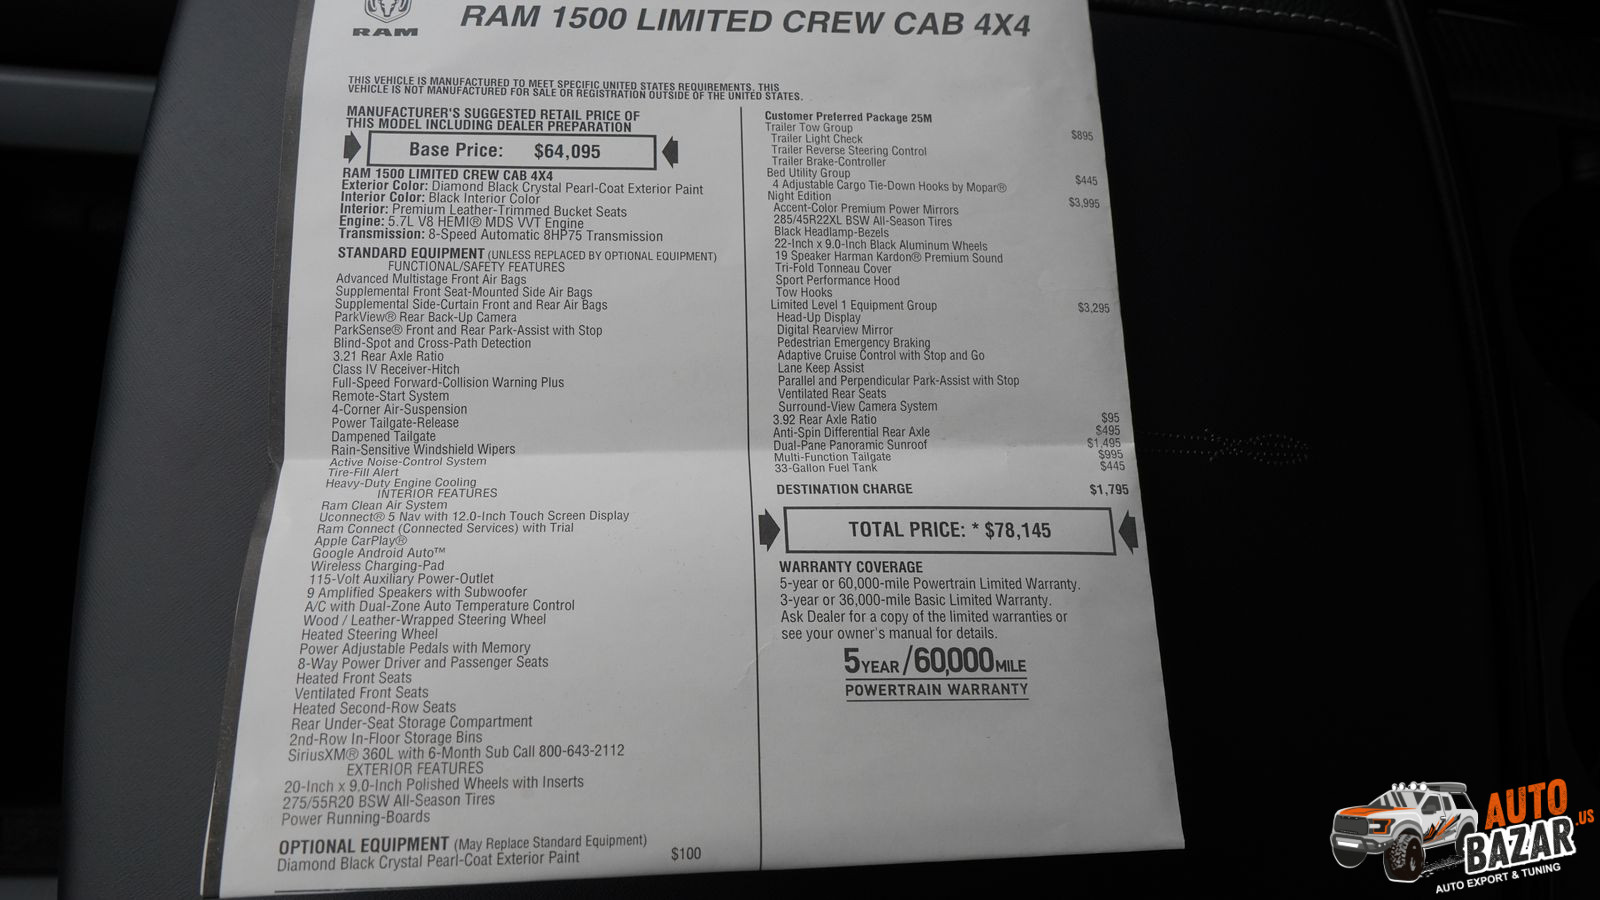 RAM
RAM 1500 LIMITED CREW CAB 4X4
THIS VEHICLE IS MANUFACTURED TO MEET SPECIFIC UNITED STATES REQUIREMENTS. THIS
VEHICLE IS NOT MANUFACTURED FOR SALE OR REGISTRATION OUTSIDE OF THE UNITED STATES.
MANUFACTURER'S SUGGESTED RETAIL PRICE OF
THIS MODEL INCLUDING DEALER PREPARATION
Base Price: $64,095
RAM 1500 LIMITED CREW CAB 4X4
Exterior Color: Diamond Black Crystal Pearl-Coat Exterior Paint
Interior Color: Black Interior Color
Interior: Premium Leather-Trimmed Bucket Seats
Engine: 5.7L V8 HEMI® MDS VVT Engine
Transmission: 8-Speed Automatic 8HP75 Transmission
STANDARD EQUIPMENT (UNLESS REPLACED BY OPTIONAL EQUIPMENT)
FUNCTIONAL/SAFETY FEATURES
Advanced Multistage Front Air Bags
Supplemental Front Seat-Mounted Side Air Bags
Supplemental Side-Curtain Front and Rear Air Bags
ParkView® Rear Back-Up Camera
ParkSense® Front and Rear Park-Assist with Stop
Blind-Spot and Cross-Path Detection
3.21 Rear Axle Ratio
Class IV Receiver-Hitch
Full-Speed Forward-Collision Warning Plus
Remote-Start System
4-Corner Air-Suspension
Power Tailgate-Release
Dampened Tailgate
Rain-Sensitive Windshield Wipers
Active Noise-Control System
Tire-Fill Alert
Heavy-Duty Engine Cooling
INTERIOR FEATURES
Ram Clean Air System
Uconnect® 5 Nav with 12.0-Inch Touch Screen Display
Ram Connect (Connected Services) with Trial
Apple CarPlay®
Google Android Auto™
Wireless Charging-Pad
115-Volt Auxiliary Power-Outlet
9 Amplified Speakers with Subwoofer
A/C with Dual-Zone Auto Temperature Control
Wood / Leather-Wrapped Steering Wheel
Heated Steering Wheel
Power Adjustable Pedals with Memory
8-Way Power Driver and Passenger Seats
Heated Front Seats
Ventilated Front Seats
Heated Second-Row Seats
Rear Under-Seat Storage Compartment
2nd-Row In-Floor Storage Bins
SiriusXM® 360L with 6-Month Sub Call 800-643-2112
EXTERIOR FEATURES
20-Inch x 9.0-Inch Polished Wheels with Inserts
275/55R20 BSW All-Season Tires
Power Running-Boards
OPTIONAL EQUIPMENT (May Replace Standard Equipment)
Diamond Black Crystal Pearl-Coat Exterior Paint $100
Customer Preferred Package 25M
Trailer Tow Group $895
Trailer Light Check
Trailer Reverse Steering Control
Trailer Brake-Controller
Bed Utility Group $445
4 Adjustable Cargo Tie-Down Hooks by Mopar®
Night Edition $3,995
Accent-Color Premium Power Mirrors
285/45R22XL BSW All-Season Tires
Black Headlamp-Bezels
22-Inch x 9.0-Inch Black Aluminum Wheels
19 Speaker Harman Kardon® Premium Sound
Tri-Fold Tonneau Cover
Sport Performance Hood
Tow Hooks
Limited Level 1 Equipment Group $3,295
Head-Up Display
Digital Rearview Mirror
Pedestrian Emergency Braking
Adaptive Cruise Control with Stop and Go
Lane Keep Assist
Parallel and Perpendicular Park-Assist with Stop
Ventilated Rear Seats
Surround-View Camera System
3.92 Rear Axle Ratio $95
Anti-Spin Differential Rear Axle $495
Dual-Pane Panoramic Sunroof $1,495
Multi-Function Tailgate $995
33-Gallon Fuel Tank $445
DESTINATION CHARGE $1,795
TOTAL PRICE: * $78,145
WARRANTY COVERAGE
5-year or 60,000-mile Powertrain Limited Warranty.
3-year or 36,000-mile Basic Limited Warranty.
Ask Dealer for a copy of the limited warranties or
see your owner's manual for details.
5 YEAR/60,000 MILE
POWERTRAIN WARRANTY
AUTO
BAZAR.us
AUTO EXPORT & TUNING